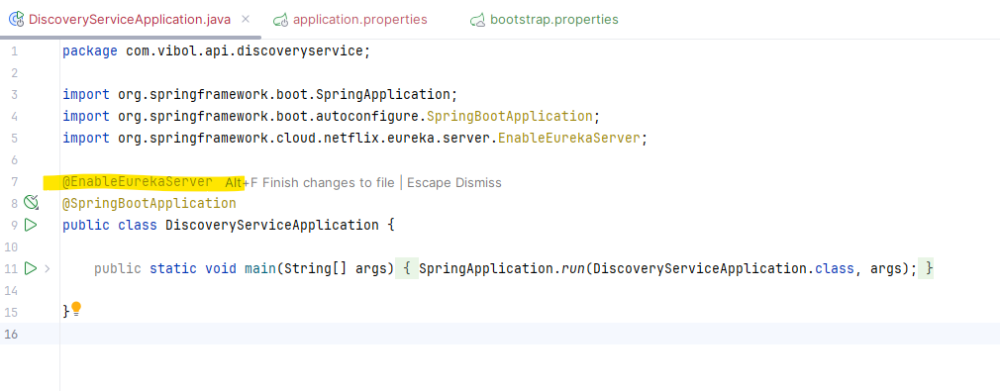 DiscoveryServiceApplication.java × application.properties bootstrap.properties
1 package com.vibol.api.discoveryservice;
2
3 import org.springframework.boot.SpringApplication;
4 import org.springframework.boot.autoconfigure.SpringBootApplication;
5 import org.springframework.cloud.netflix.eureka.server.EnableEurekaServer;
6
7 @EnableEurekaServer Alt+F Finish changes to file | Escape Dismiss
8 @SpringBootApplication
9 public class DiscoveryServiceApplication {
10
11 public static void main(String[] args) { SpringApplication.run(DiscoveryServiceApplication.class, args); }
14
15 }
16